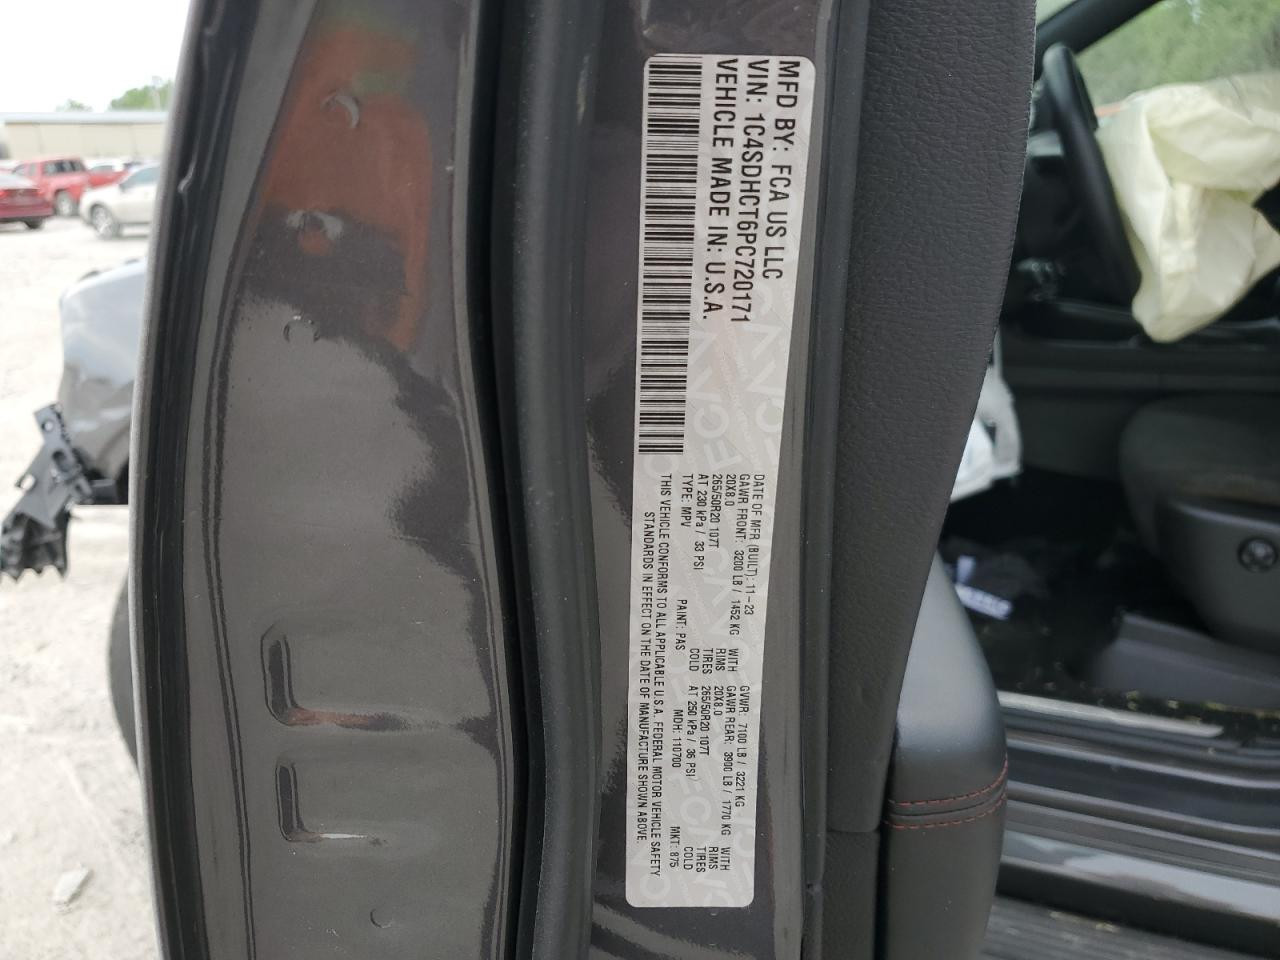 MFD BY: FCA US LLC
VIN: 1C4SDHCT6PC720171
VEHICLE MADE IN: U.S.A.
DATE OF MFR (BUILT): 11-23 GVWR: 7100 LB / 3221 KG
GAWR FRONT: 3200 LB / 1452 KG WITH GAWR REAR: 3900 LB / 1770 KG WITH
20X8.0 RIMS 20X8.0 RIMS
265/50R20 107T TIRES 265/50R20 107T TIRES
AT 230 kPa / 33 PSI COLD AT 250 kPa / 36 PSI COLD
TYPE: MPV PAINT: PAS MDH: 110700 MKT: 875
THIS VEHICLE CONFORMS TO ALL APPLICABLE U.S.A. FEDERAL MOTOR VEHICLE SAFETY
STANDARDS IN EFFECT ON THE DATE OF MANUFACTURE SHOWN ABOVE.